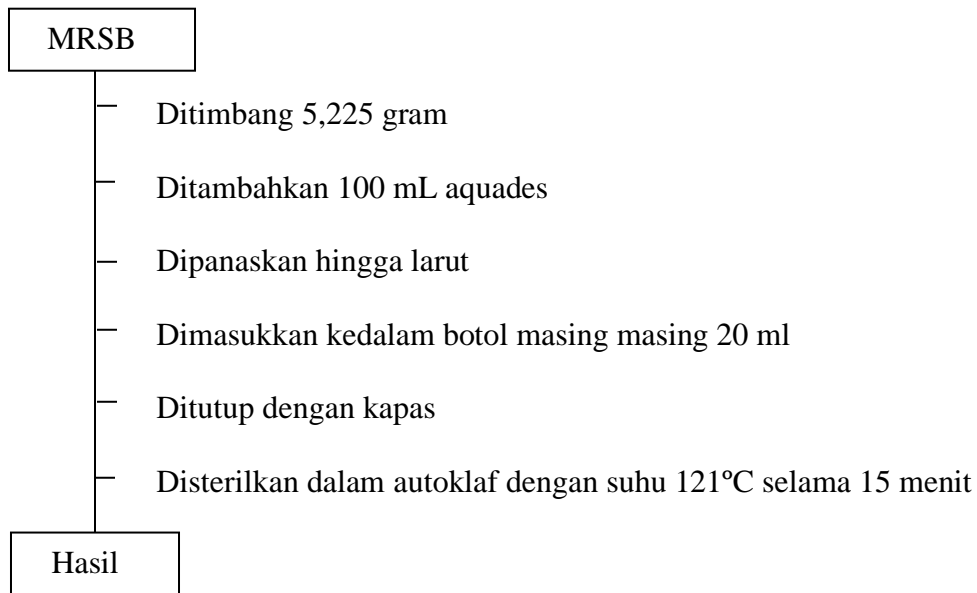 MRSB
Ditimbang 5,225 gram
Ditambahkan 100 mL aquades
Dipanaskan hingga larut
Dimasukkan kedalam botol masing masing 20 ml
Ditutup dengan kapas
Disterilkan dalam autoklaf dengan suhu 121ºC selama 15 menit
Hasil